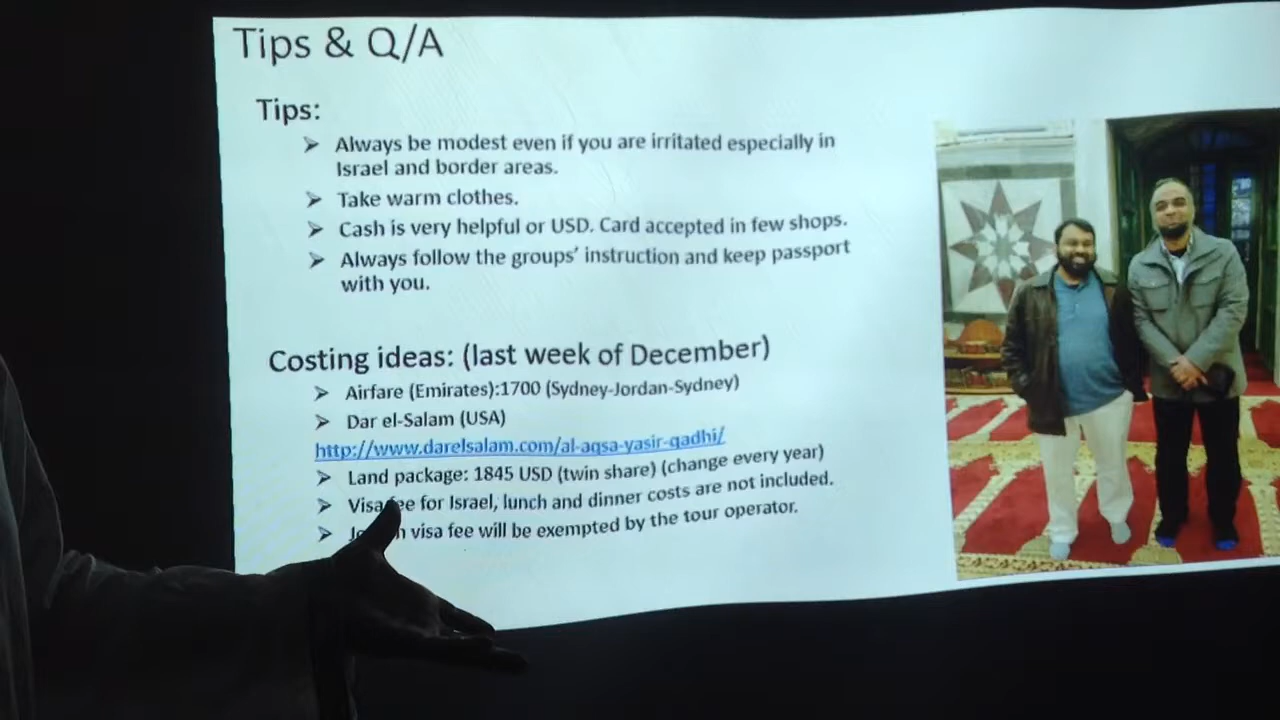 Tips & Q/A
Tips:
➢ Always be modest even if you are irritated especially in
Israel and border areas.
➢ Take warm clothes.
➢ Cash is very helpful or USD. Card accepted in few shops.
➢ Always follow the groups' instruction and keep passport
with you.
Costing ideas: (last week of December)
➢ Airfare (Emirates):1700 (Sydney-Jordan-Sydney)
➢ Dar el-Salam (USA)
http://www.darelsalam.com/al-aqsa-yasir-qadhi/
➢ Land package: 1845 USD (twin share) (change every year)
➢ Visa fee for Israel, lunch and dinner costs are not included.
➢ visa fee will be exempted by the tour operator.